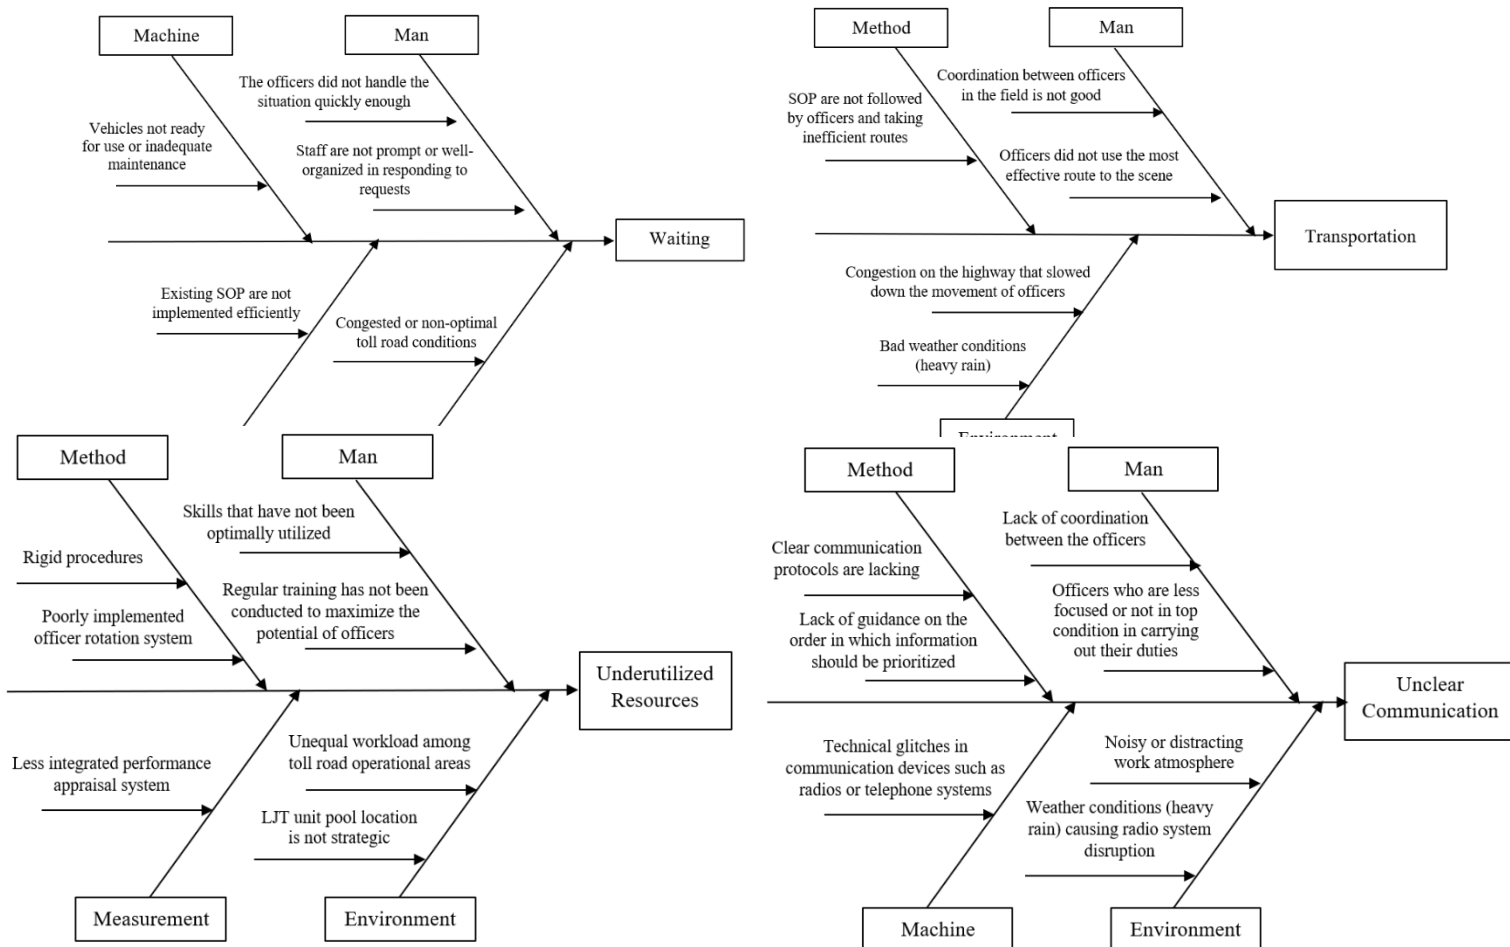 Machine
Man
The officers did not handle the
situation quickly enough
Vehicles not ready
for use or inadequate
maintenance
Staff are not prompt or well-
organized in responding to
requests
Waiting
Existing SOP are not
implemented efficiently
Congested or non-optimal
toll road conditions
Method
Man
Coordination between officers
in the field is not good
SOP are not followed
by officers and taking
inefficient routes
Officers did not use the most
effective route to the scene
Transportation
Congestion on the highway that slowed
down the movement of officers
Bad weather conditions
(heavy rain)
Environment
Method
Man
Skills that have not been
optimally utilized
Rigid procedures
Regular training has not been
conducted to maximize the
potential of officers
Poorly implemented
officer rotation system
Underutilized
Resources
Less integrated performance
appraisal system
Unequal workload among
toll road operational areas
LJT unit pool location
is not strategic
Measurement
Environment
Method
Man
Lack of coordination
between the officers
Clear communication
protocols are lacking
Officers who are less
focused or not in top
condition in carrying
out their duties
Lack of guidance on the
order in which information
should be prioritized
Unclear
Communication
Technical glitches in
communication devices such as
radios or telephone systems
Noisy or distracting
work atmosphere
Weather conditions (heavy
rain) causing radio system
disruption
Machine
Environment